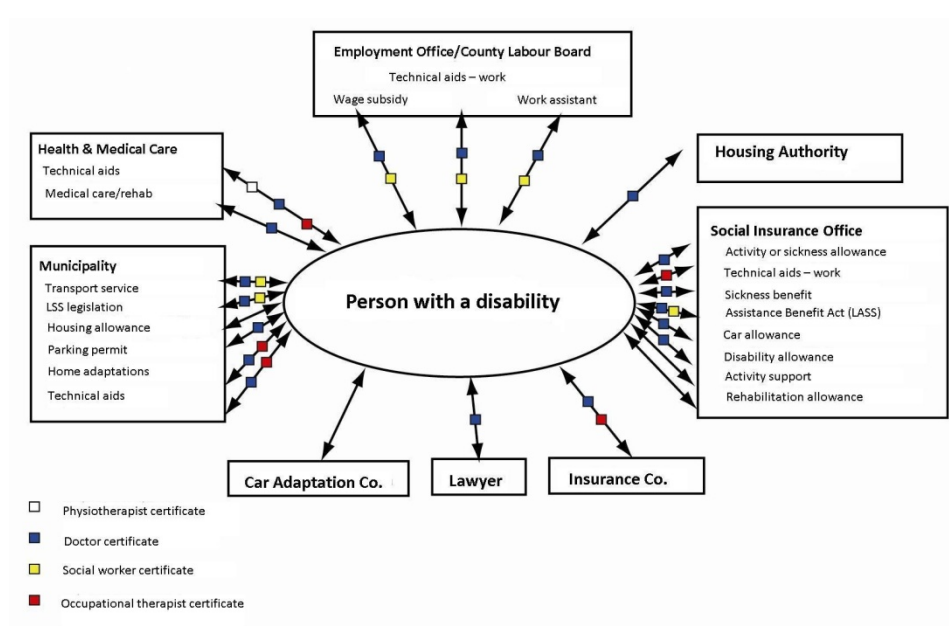 Employment Office/County Labour Board
Technical aids – work
Wage subsidy Work assistant
Health & Medical Care
Technical aids
Medical care/rehab
Housing Authority
Municipality
Transport service
LSS legislation
Housing allowance
Parking permit
Home adaptations
Technical aids
Person with a disability
Social Insurance Office
Activity or sickness allowance
Technical aids – work
Sickness benefit
Assistance Benefit Act (LASS)
Car allowance
Disability allowance
Activity support
Rehabilitation allowance
Car Adaptation Co.
Lawyer
Insurance Co.
Physiotherapist certificate
Doctor certificate
Social worker certificate
Occupational therapist certificate